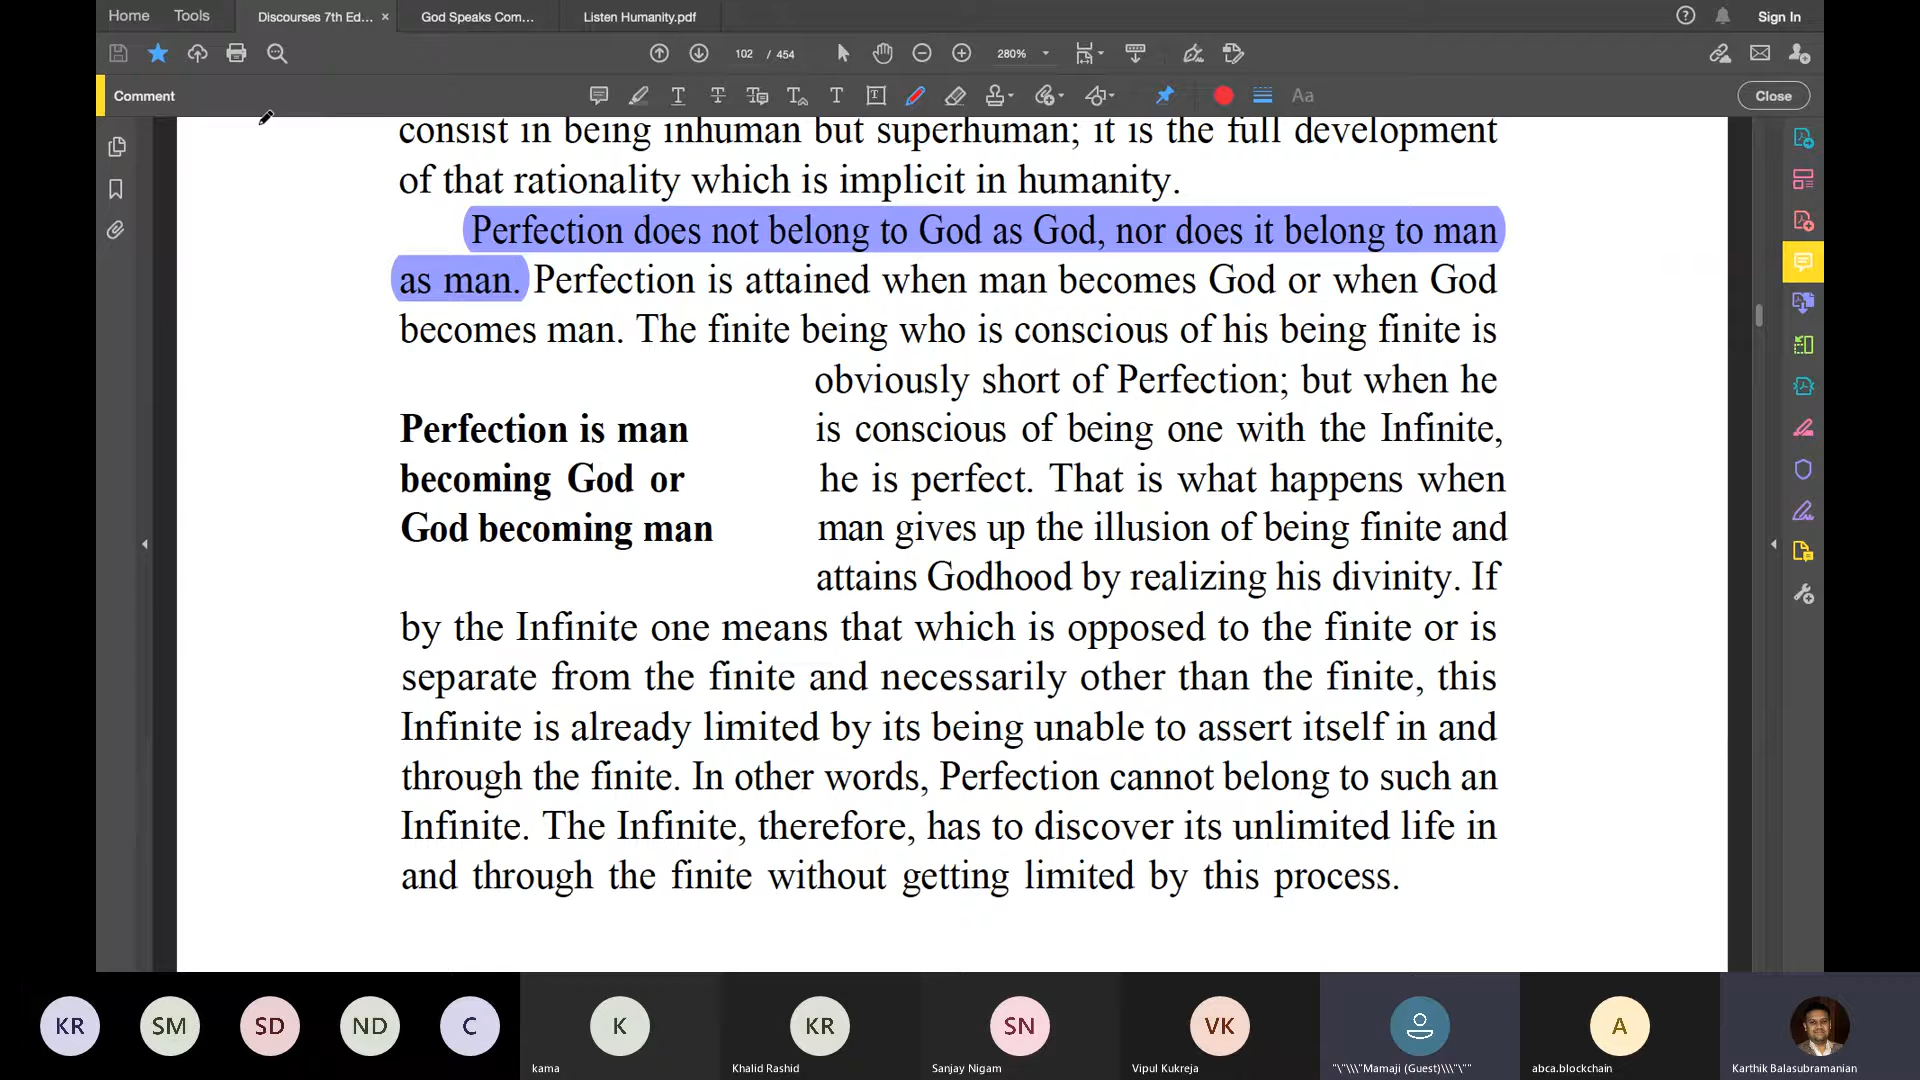 Home Tools Discourses 7th Ed... × God Speaks Com... Listen Humanity.pdf Sign In
102 / 454 280%
Comment Aa Close
consist in being inhuman but superhuman; it is the full development
of that rationality which is implicit in humanity.
Perfection does not belong to God as God, nor does it belong to man
as man. Perfection is attained when man becomes God or when God
becomes man. The finite being who is conscious of his being finite is
obviously short of Perfection; but when he
Perfection is man is conscious of being one with the Infinite,
becoming God or he is perfect. That is what happens when
God becoming man man gives up the illusion of being finite and
attains Godhood by realizing his divinity. If
by the Infinite one means that which is opposed to the finite or is
separate from the finite and necessarily other than the finite, this
Infinite is already limited by its being unable to assert itself in and
through the finite. In other words, Perfection cannot belong to such an
Infinite. The Infinite, therefore, has to discover its unlimited life in
and through the finite without getting limited by this process.
KR SM SD ND C K KR SN VK A
kama Khalid Rashid Sanjay Nigam Vipul Kukreja "\"\\\"Mamaji (Guest)\\\"\"" abca.blockchain Karthik Balasubramanian